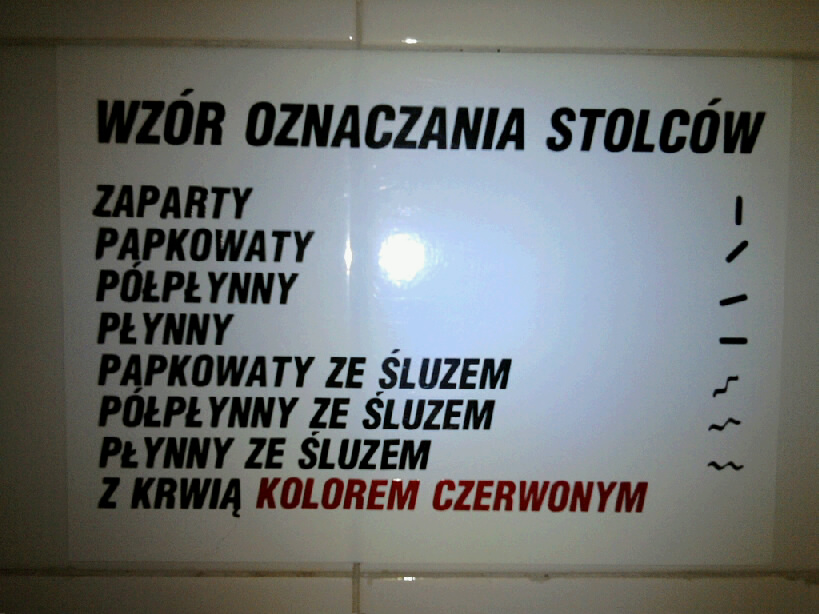 WZÓR OZNACZANIA STOLCÓW
ZAPARTY |
PAPKOWATY /
PÓŁPŁYNNY
PŁYNNY —
PAPKOWATY ZE ŚLUZEM
PÓŁPŁYNNY ZE ŚLUZEM
PŁYNNY ZE ŚLUZEM
Z KRWIĄ KOLOREM CZERWONYM